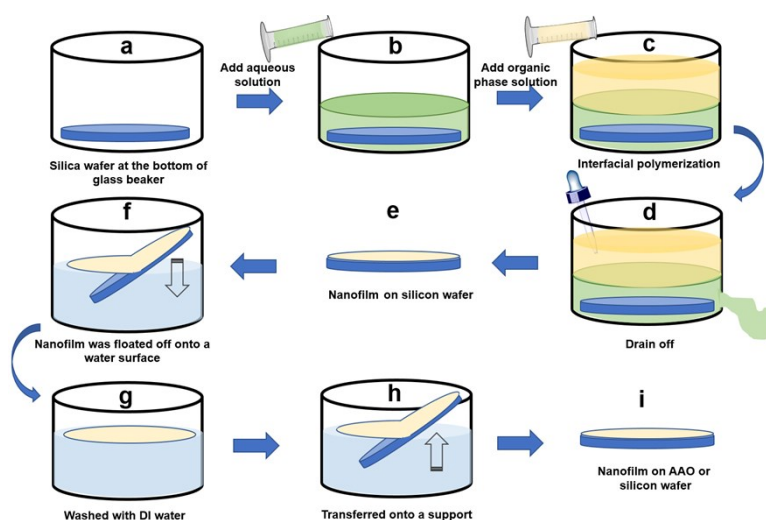 a
Silica wafer at the bottom of
glass beaker
Add aqueous
solution
b
Add organic
phase solution
c
Interfacial polymerization
d
Drain off
e
Nanofilm on silicon wafer
f
Nanofilm was floated off onto a
water surface
g
Washed with DI water
h
Transferred onto a support
i
Nanofilm on AAO or
silicon wafer